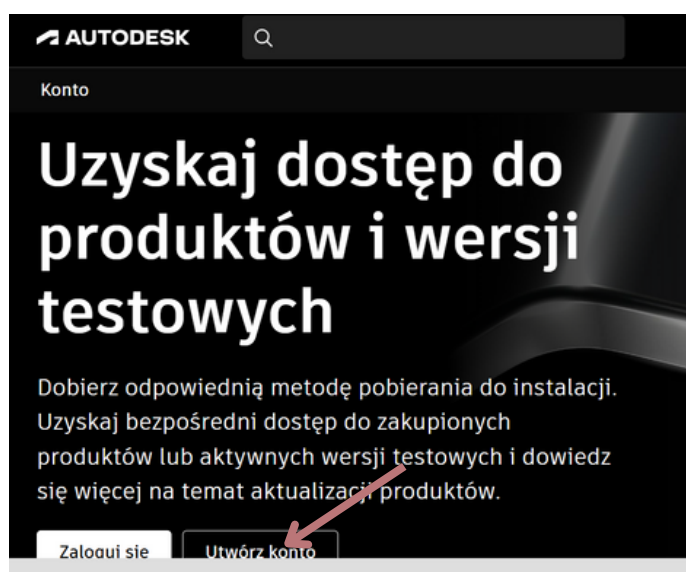 AUTODESK
Konto
Uzyskaj dostęp do
produktów i wersji
testowych
Dobierz odpowiednią metodę pobierania do instalacji.
Uzyskaj bezpośredni dostęp do zakupionych
produktów lub aktywnych wersji testowych i dowiedz
się więcej na temat aktualizacji produktów.
Zaloguj się Utwórz konto